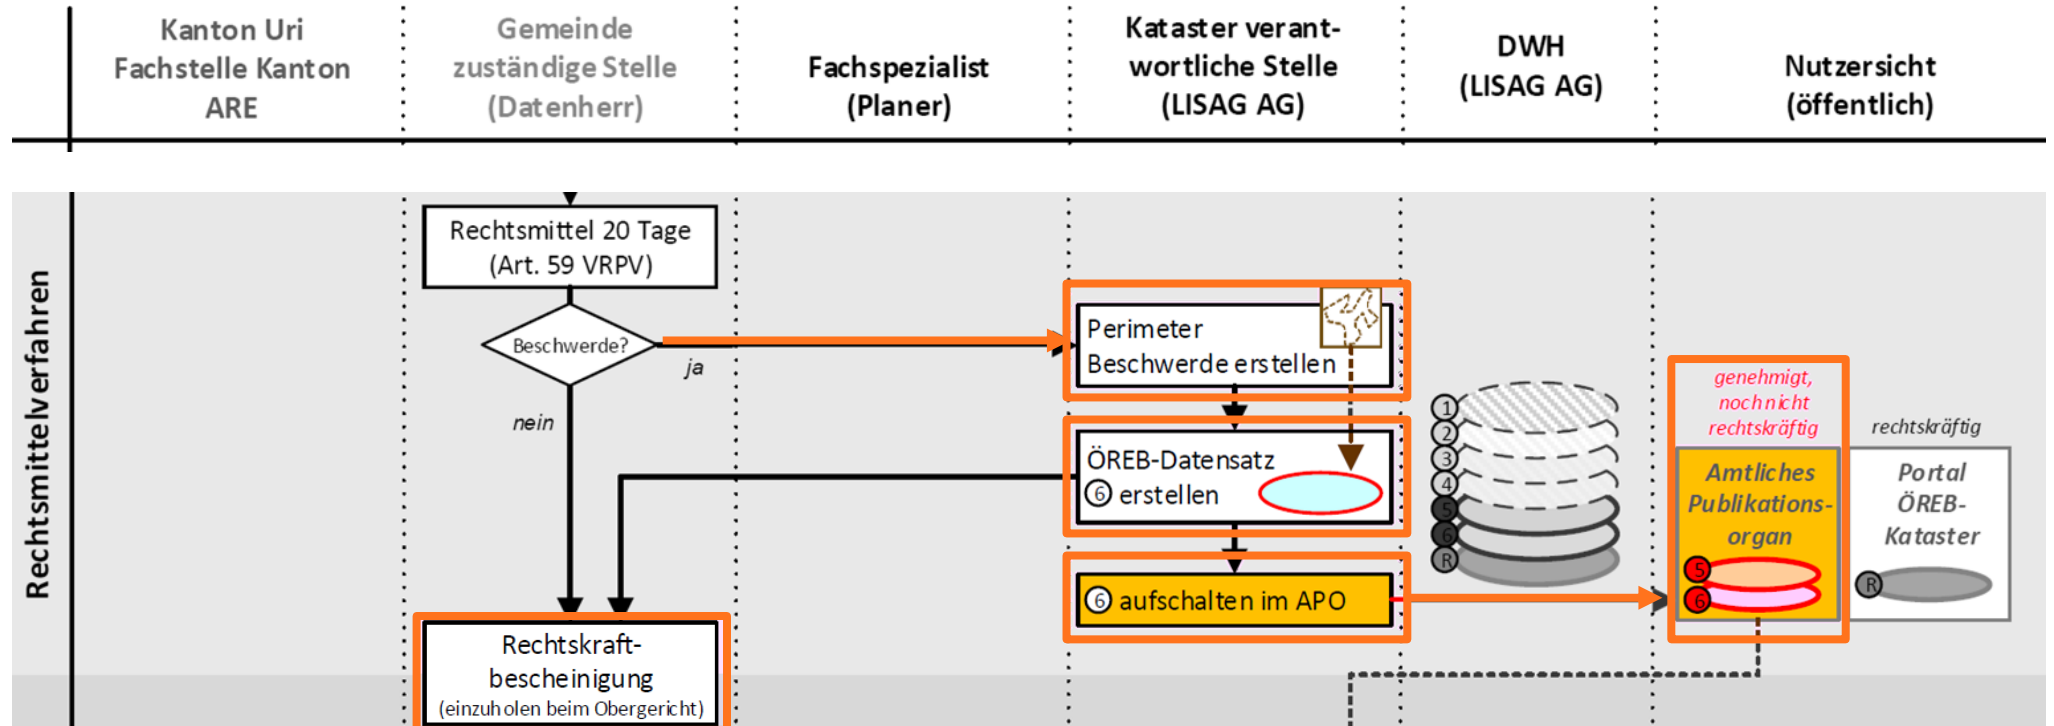 Kanton Uri
Fachstelle Kanton
ARE
Gemeinde
zuständige Stelle
(Datenherr)
Fachspezialist
(Planer)
Kataster verant-
wortliche Stelle
(LISAG AG)
DWH
(LISAG AG)
Nutzersicht
(öffentlich)
Rechtsmittelverfahren
Rechtsmittel 20 Tage
(Art. 59 VRPV)
Beschwerde?
ja
nein
Perimeter
Beschwerde erstellen
ÖREB-Datensatz
6 erstellen
6 aufschalten im APO
1
2
3
4
5
6
R
genehmigt,
noch nicht
rechtskräftig
Amtliches
Publikations-
organ
5
6
rechtskräftig
Portal
ÖREB-
Kataster
R
Rechtskraft-
bescheinigung
(einzuholen beim Obergericht)